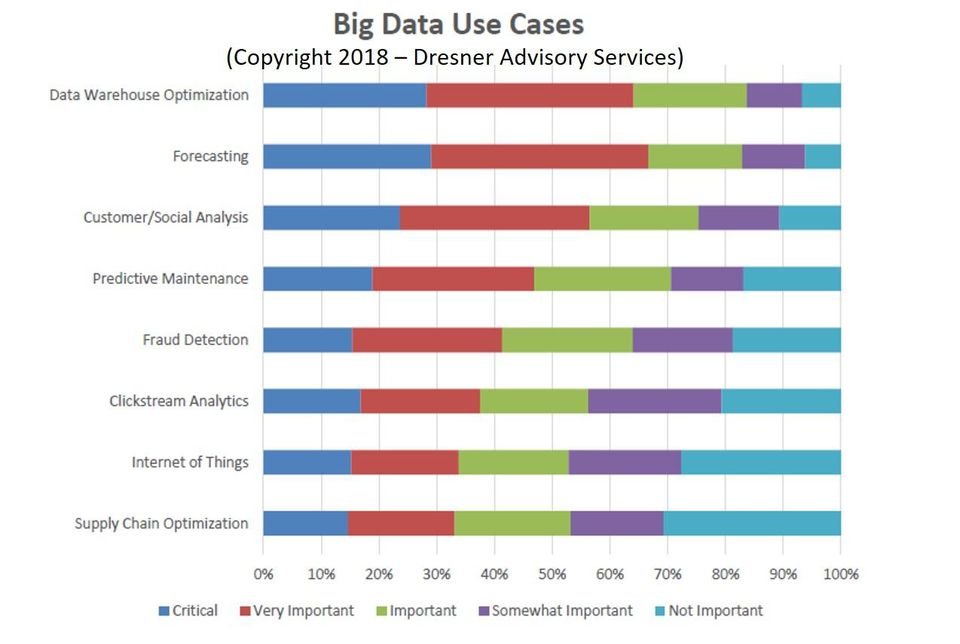 Big Data Use Cases
(Copyright 2018 – Dresner Advisory Services)
Data Warehouse Optimization
Forecasting
Customer/Social Analysis
Predictive Maintenance
Fraud Detection
Clickstream Analytics
Internet of Things
Supply Chain Optimization
0% 10% 20% 30% 40% 50% 60% 70% 80% 90% 100%
Critical Very Important Important Somewhat Important Not Important